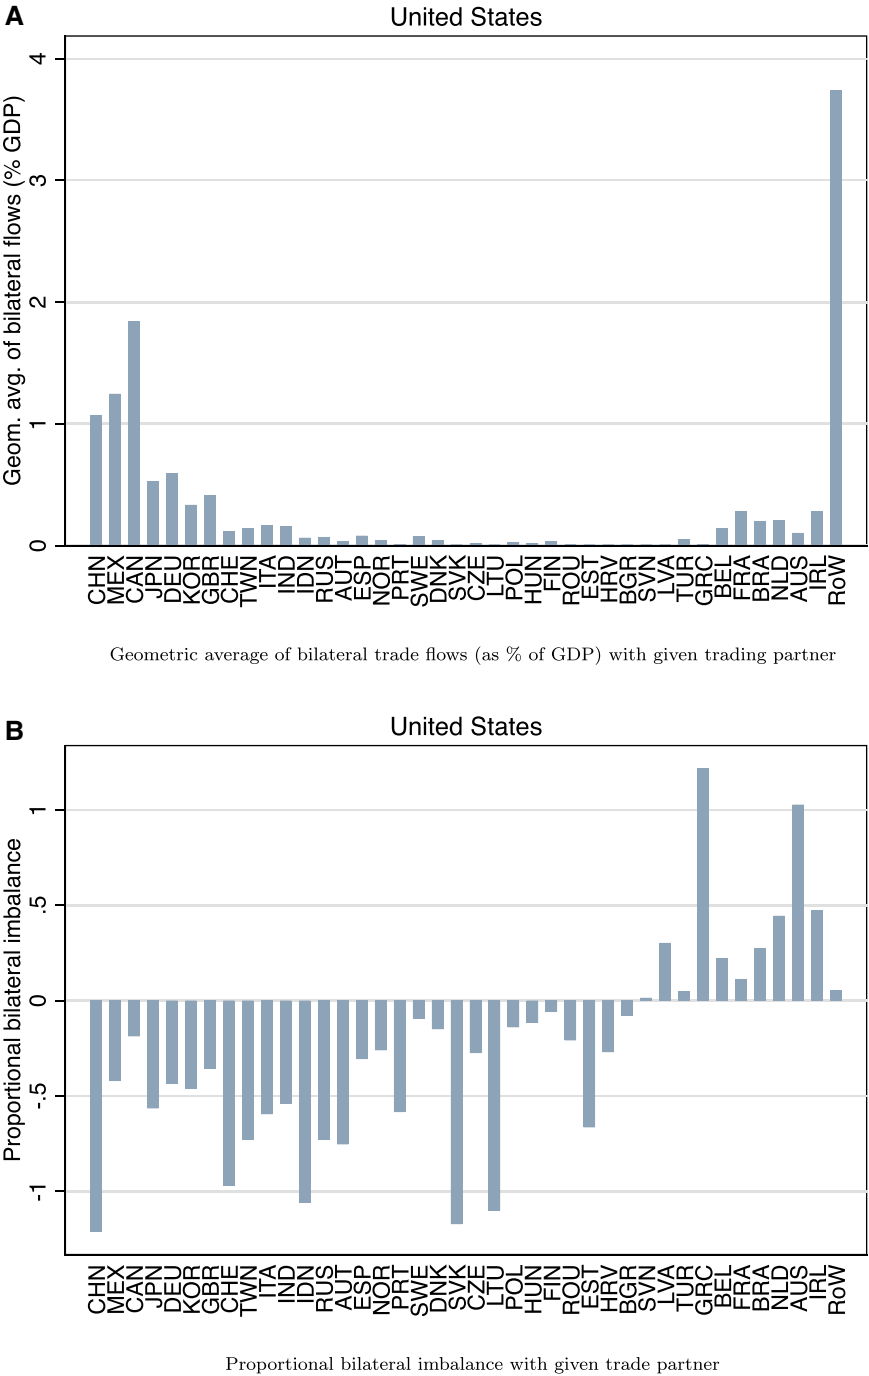 A
United States
Geom. avg. of bilateral flows (% GDP)
4
3
2
1
0
CHN MEX CAN JPN DEU KOR GBR CHE TWN ITA IND IDN RUS AUT ESP NOR PRT SWE DNK SVK CZE LTU POL HUN FIN ROU EST HRV BGR SVN LVA TUR GRC BEL FRA BRA NLD AUS IRL RoW
Geometric average of bilateral trade flows (as % of GDP) with given trading partner
B
United States
Proportional bilateral imbalance
1
.5
0
-.5
-1
CHN MEX CAN JPN DEU KOR GBR CHE TWN ITA IND IDN RUS AUT ESP NOR PRT SWE DNK SVK CZE LTU POL HUN FIN ROU EST HRV BGR SVN LVA TUR GRC BEL FRA BRA NLD AUS IRL RoW
Proportional bilateral imbalance with given trade partner